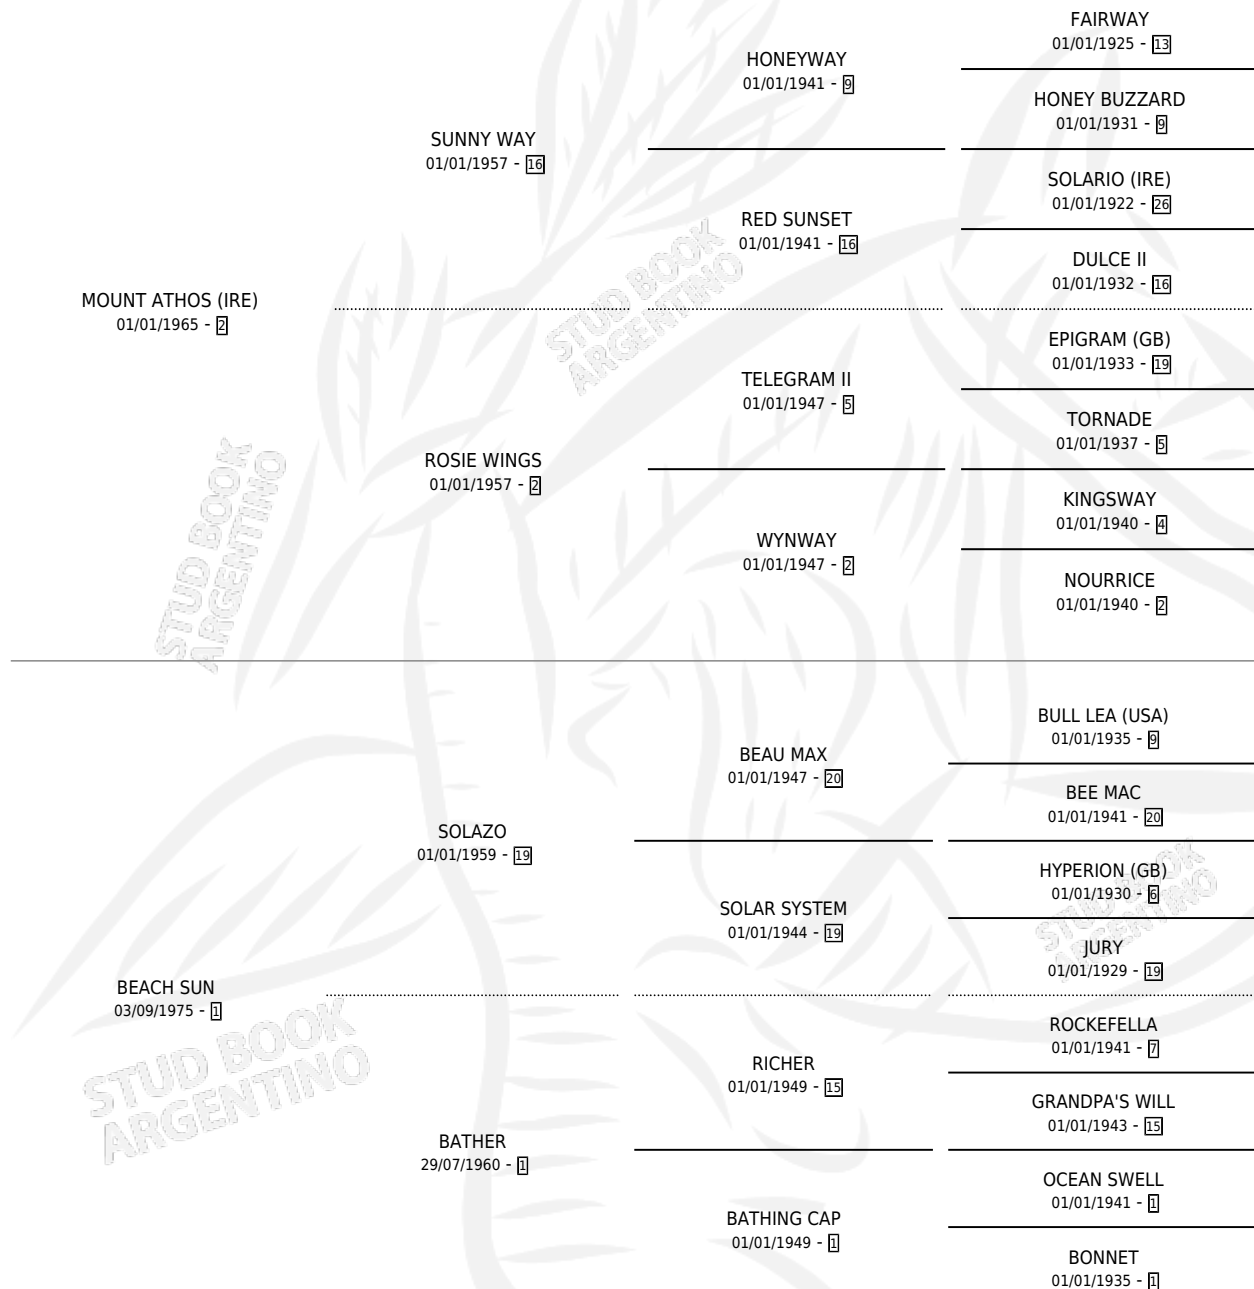 FAIRWAY
01/01/1925 - 13
HONEYWAY
01/01/1941 - 9
HONEY BUZZARD
01/01/1931 - 9
SUNNY WAY
01/01/1957 - 16
SOLARIO (IRE)
01/01/1922 - 26
RED SUNSET
01/01/1941 - 16
DULCE II
01/01/1932 - 16
MOUNT ATHOS (IRE)
01/01/1965 - 2
EPIGRAM (GB)
01/01/1933 - 19
TELEGRAM II
01/01/1947 - 5
TORNADE
01/01/1937 - 5
ROSIE WINGS
01/01/1957 - 2
KINGSWAY
01/01/1940 - 4
WYNWAY
01/01/1947 - 2
NOURRICE
01/01/1940 - 2
BULL LEA (USA)
01/01/1935 - 9
BEAU MAX
01/01/1947 - 20
BEE MAC
01/01/1941 - 20
SOLAZO
01/01/1959 - 19
HYPERION (GB)
01/01/1930 - 6
SOLAR SYSTEM
01/01/1944 - 19
JURY
01/01/1929 - 19
BEACH SUN
03/09/1975 - 1
ROCKEFELLA
01/01/1941 - 7
RICHER
01/01/1949 - 15
GRANDPA'S WILL
01/01/1943 - 15
BATHER
29/07/1960 - 1
OCEAN SWELL
01/01/1941 - 1
BATHING CAP
01/01/1949 - 1
BONNET
01/01/1935 - 1
STUD BOOK
ARGENTINO
STUD BOOK
ARGENTINO
STUD BOOK
ARGENTINO
STUD BOOK
ARGENTINO